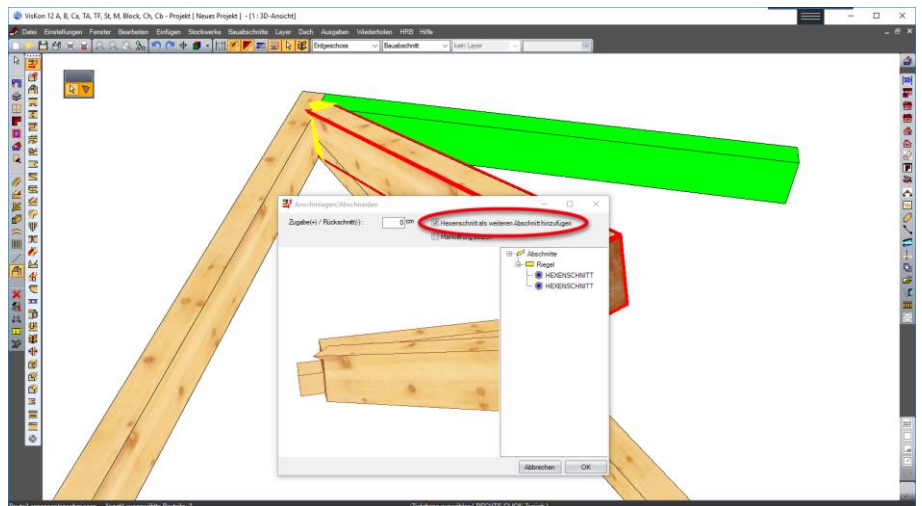 VisKon 12 A, B, Ca, TA, TF, St, M, Block, Ch, Cb - Projekt [ Neues Projekt ] - [1 : 3D-Ansicht]
Datei Einstellungen Fenster Bearbeiten Einfügen Stockwerke Bauabschnitte Layer Dach Ausgaben Wiederholen HRB Hilfe
Erdgeschoss Bauabschnitt kein Layer
3D
Anschmiegen/Abschneiden
Zugabe(+) / Rückschnitt(-) : 0 cm Hexenschnitt als weiteren Abschnitt hinzufügen
Abschnitte
Riegel
HEXENSCHNITT
HEXENSCHNITT
Abbrechen OK